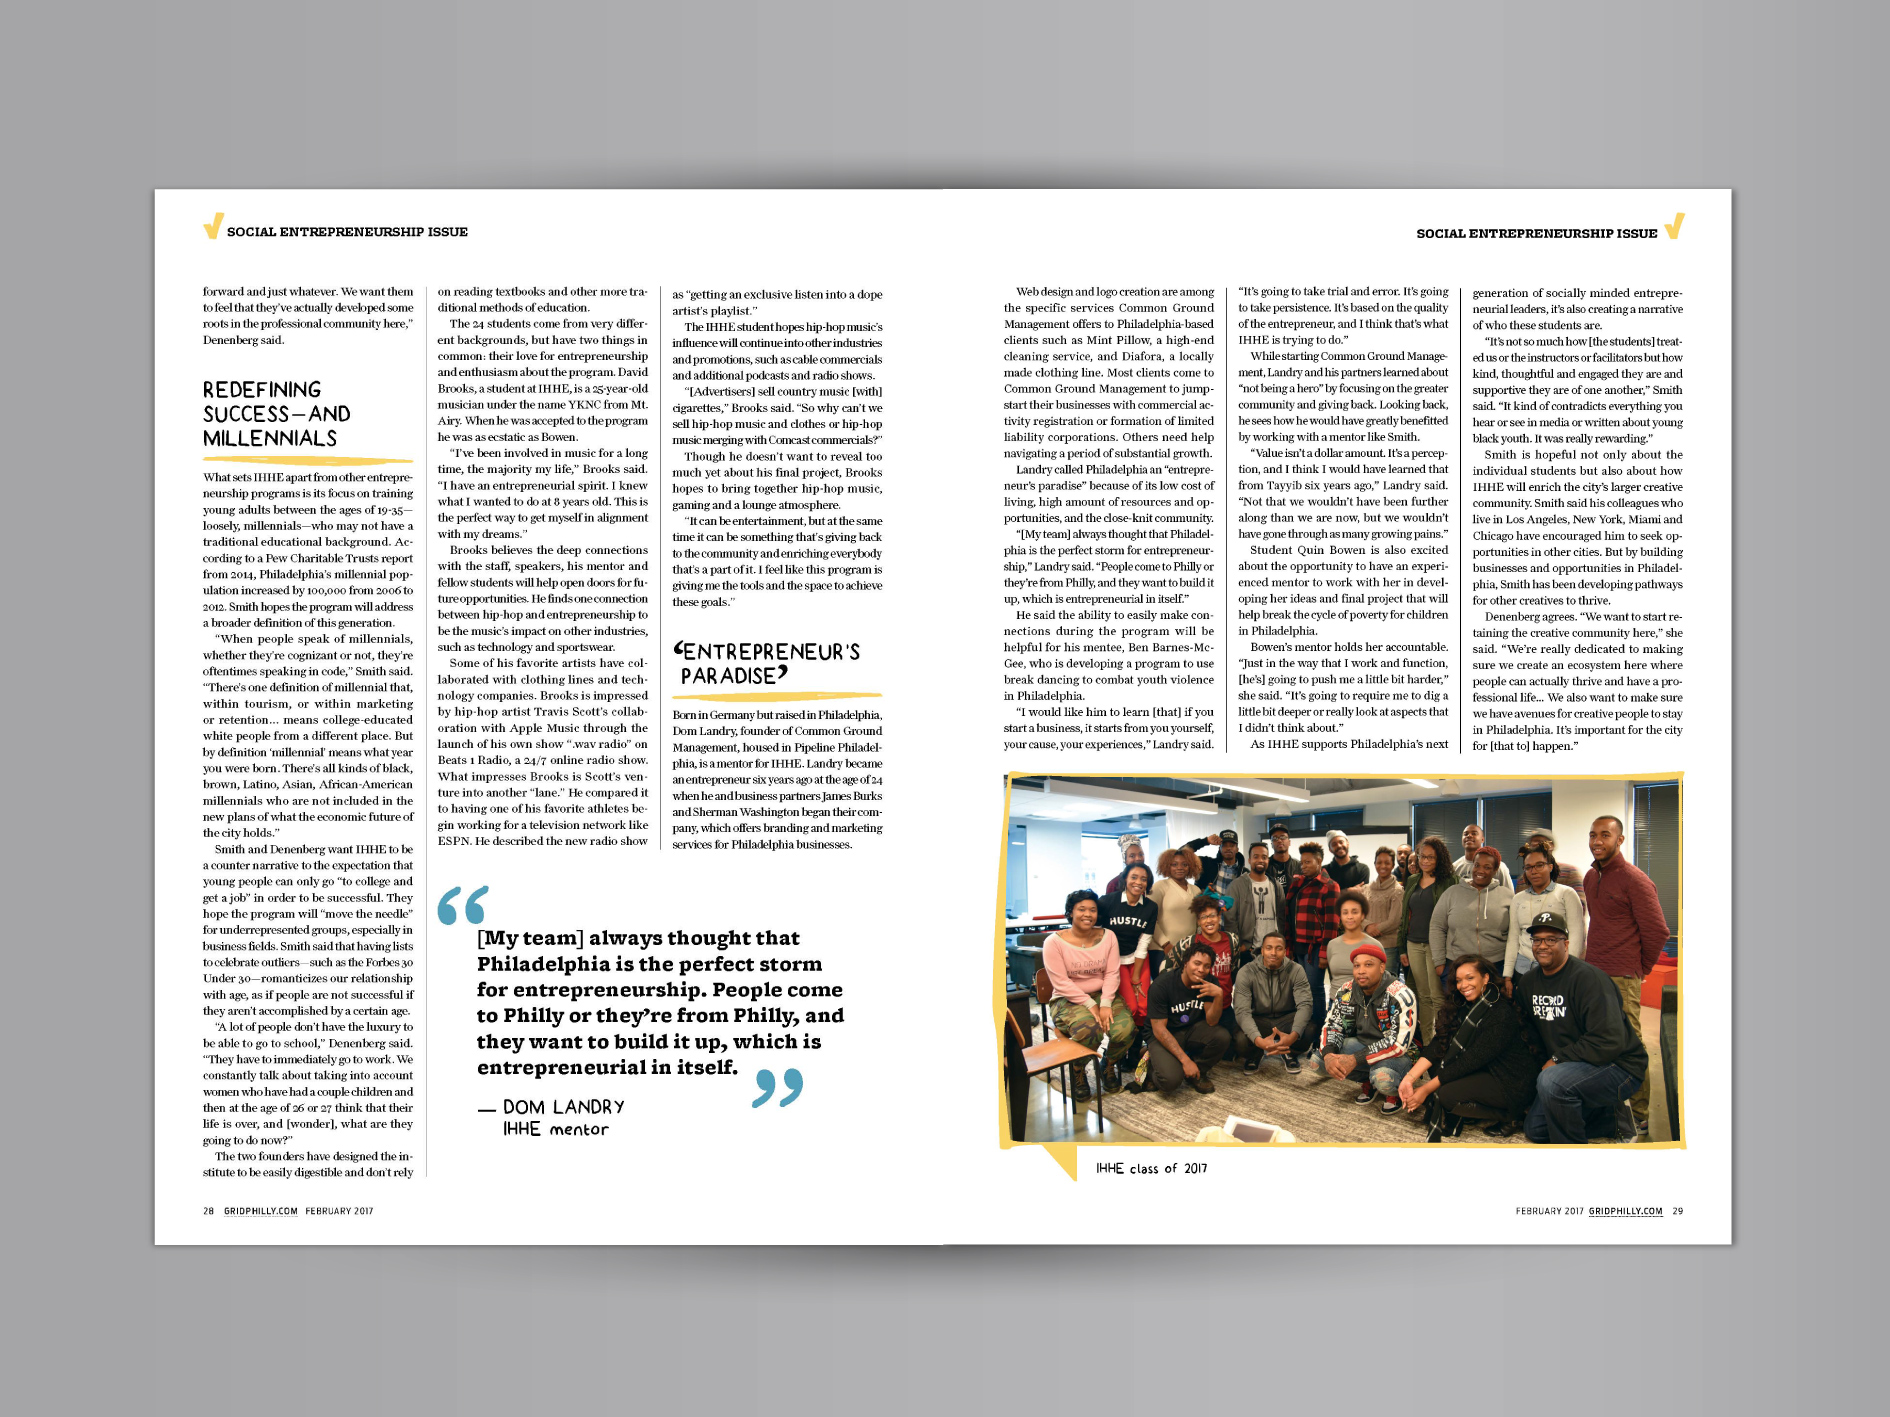 SOCIAL ENTREPRENEURSHIP ISSUE
forward and just whatever. We want them
to feel that they've actually developed some
roots in the professional community here,”
Denenberg said.
REDEFINING
SUCCESS—AND
MILLENNIALS
What sets IHHE apart from other entrepre-
neurship programs is its focus on training
young adults between the ages of 19-35—
loosely, millennials—who may not have a
traditional educational background. Ac-
cording to a Pew Charitable Trusts report
from 2014, Philadelphia's millennial pop-
ulation increased by 100,000 from 2006 to
2012. Smith hopes the program will address
a broader definition of this generation.
“When people speak of millennials,
whether they're cognizant or not, they're
oftentimes speaking in code,” Smith said.
“There's one definition of millennial that,
within tourism, or within marketing
or retention... means college-educated
white people from a different place. But
by definition ‘millennial’ means what year
you were born. There's all kinds of black,
brown, Latino, Asian, African-American
millennials who are not included in the
new plans of what the economic future of
the city holds.”
Smith and Denenberg want IHHE to be
a counter narrative to the expectation that
young people can only go “to college and
get a job” in order to be successful. They
hope the program will “move the needle”
for underrepresented groups, especially in
business fields. Smith said that having lists
to celebrate outliers—such as the Forbes 30
Under 30—romanticizes our relationship
with age, as if people are not successful if
they aren't accomplished by a certain age.
“A lot of people don't have the luxury to
be able to go to school,” Denenberg said.
“They have to immediately go to work. We
constantly talk about taking into account
women who have had a couple children and
then at the age of 26 or 27 think that their
life is over, and [wonder], what are they
going to do now?”
The two founders have designed the in-
stitute to be easily digestible and don't rely
on reading textbooks and other more tra-
ditional methods of education.
The 24 students come from very differ-
ent backgrounds, but have two things in
common: their love for entrepreneurship
and enthusiasm about the program. David
Brooks, a student at IHHE, is a 25-year-old
musician under the name YKNC from Mt.
Airy. When he was accepted to the program
he was as ecstatic as Bowen.
“I've been involved in music for a long
time, the majority my life,” Brooks said.
“I have an entrepreneurial spirit. I knew
what I wanted to do at 8 years old. This is
the perfect way to get myself in alignment
with my dreams.”
Brooks believes the deep connections
with the staff, speakers, his mentor and
fellow students will help open doors for fu-
ture opportunities. He finds one connection
between hip-hop and entrepreneurship to
be the music's impact on other industries,
such as technology and sportswear.
Some of his favorite artists have col-
laborated with clothing lines and tech-
nology companies. Brooks is impressed
by hip-hop artist Travis Scott's collab-
oration with Apple Music through the
launch of his own show “.wav radio” on
Beats 1 Radio, a 24/7 online radio show.
What impresses Brooks is Scott's ven-
ture into another “lane.” He compared it
to having one of his favorite athletes be-
gin working for a television network like
ESPN. He described the new radio show
as “getting an exclusive listen into a dope
artist's playlist.”
The IHHE student hopes hip-hop music's
influence will continue into other industries
and promotions, such as cable commercials
and additional podcasts and radio shows.
“[Advertisers] sell country music [with]
cigarettes,” Brooks said. “So why can't we
sell hip-hop music and clothes or hip-hop
music merging with Comcast commercials?”
Though he doesn't want to reveal too
much yet about his final project, Brooks
hopes to bring together hip-hop music,
gaming and a lounge atmosphere.
“It can be entertainment, but at the same
time it can be something that's giving back
to the community and enriching everybody
that's a part of it. I feel like this program is
giving me the tools and the space to achieve
these goals.”
‘ENTREPRENEUR'S
PARADISE’
Born in Germany but raised in Philadelphia,
Dom Landry, founder of Common Ground
Management, housed in Pipeline Philadel-
phia, is a mentor for IHHE. Landry became
an entrepreneur six years ago at the age of 24
when he and business partners James Burks
and Sherman Washington began their com-
pany, which offers branding and marketing
services for Philadelphia businesses.
“
[My team] always thought that
Philadelphia is the perfect storm
for entrepreneurship. People come
to Philly or they're from Philly, and
they want to build it up, which is
entrepreneurial in itself.
”
— DOM LANDRY
IHHE mentor
28 GRIDPHILLY.COM FEBRUARY 2017
SOCIAL ENTREPRENEURSHIP ISSUE
Web design and logo creation are among
the specific services Common Ground
Management offers to Philadelphia-based
clients such as Mint Pillow, a high-end
cleaning service, and Diafora, a locally
made clothing line. Most clients come to
Common Ground Management to jump-
start their businesses with commercial ac-
tivity registration or formation of limited
liability corporations. Others need help
navigating a period of substantial growth.
Landry called Philadelphia an “entrepre-
neur's paradise” because of its low cost of
living, high amount of resources and op-
portunities, and the close-knit community.
“[My team] always thought that Philadel-
phia is the perfect storm for entrepreneur-
ship,” Landry said. “People come to Philly or
they're from Philly, and they want to build it
up, which is entrepreneurial in itself.”
He said the ability to easily make con-
nections during the program will be
helpful for his mentee, Ben Barnes-Mc-
Gee, who is developing a program to use
break dancing to combat youth violence
in Philadelphia.
“I would like him to learn [that] if you
start a business, it starts from you yourself,
your cause, your experiences,” Landry said.
“It's going to take trial and error. It's going
to take persistence. It's based on the quality
of the entrepreneur, and I think that's what
IHHE is trying to do.”
While starting Common Ground Manage-
ment, Landry and his partners learned about
“not being a hero” by focusing on the greater
community and giving back. Looking back,
he sees how he would have greatly benefitted
by working with a mentor like Smith.
“Value isn't a dollar amount. It's a percep-
tion, and I think I would have learned that
from Tayyib six years ago,” Landry said.
“Not that we wouldn't have been further
along than we are now, but we wouldn't
have gone through as many growing pains.”
Student Quin Bowen is also excited
about the opportunity to have an experi-
enced mentor to work with her in devel-
oping her ideas and final project that will
help break the cycle of poverty for children
in Philadelphia.
Bowen's mentor holds her accountable.
“Just in the way that I work and function,
[he's] going to push me a little bit harder,”
she said. “It's going to require me to dig a
little bit deeper or really look at aspects that
I didn't think about.”
As IHHE supports Philadelphia's next
generation of socially minded entrepre-
neurial leaders, it's also creating a narrative
of who these students are.
“It's not so much how [the students] treat-
ed us or the instructors or facilitators but how
kind, thoughtful and engaged they are and
supportive they are of one another,” Smith
said. “It kind of contradicts everything you
hear or see in media or written about young
black youth. It was really rewarding.”
Smith is hopeful not only about the
individual students but also about how
IHHE will enrich the city's larger creative
community. Smith said his colleagues who
live in Los Angeles, New York, Miami and
Chicago have encouraged him to seek op-
portunities in other cities. But by building
businesses and opportunities in Philadel-
phia, Smith has been developing pathways
for other creatives to thrive.
Denenberg agrees. “We want to start re-
taining the creative community here,” she
said. “We're really dedicated to making
sure we create an ecosystem here where
people can actually thrive and have a pro-
fessional life... We also want to make sure
we have avenues for creative people to stay
in Philadelphia. It's important for the city
for [that to] happen.”
HUSTLE
HUSTLE
RECORD
BREAKIN'
IHHE class of 2017
FEBRUARY 2017 GRIDPHILLY.COM 29